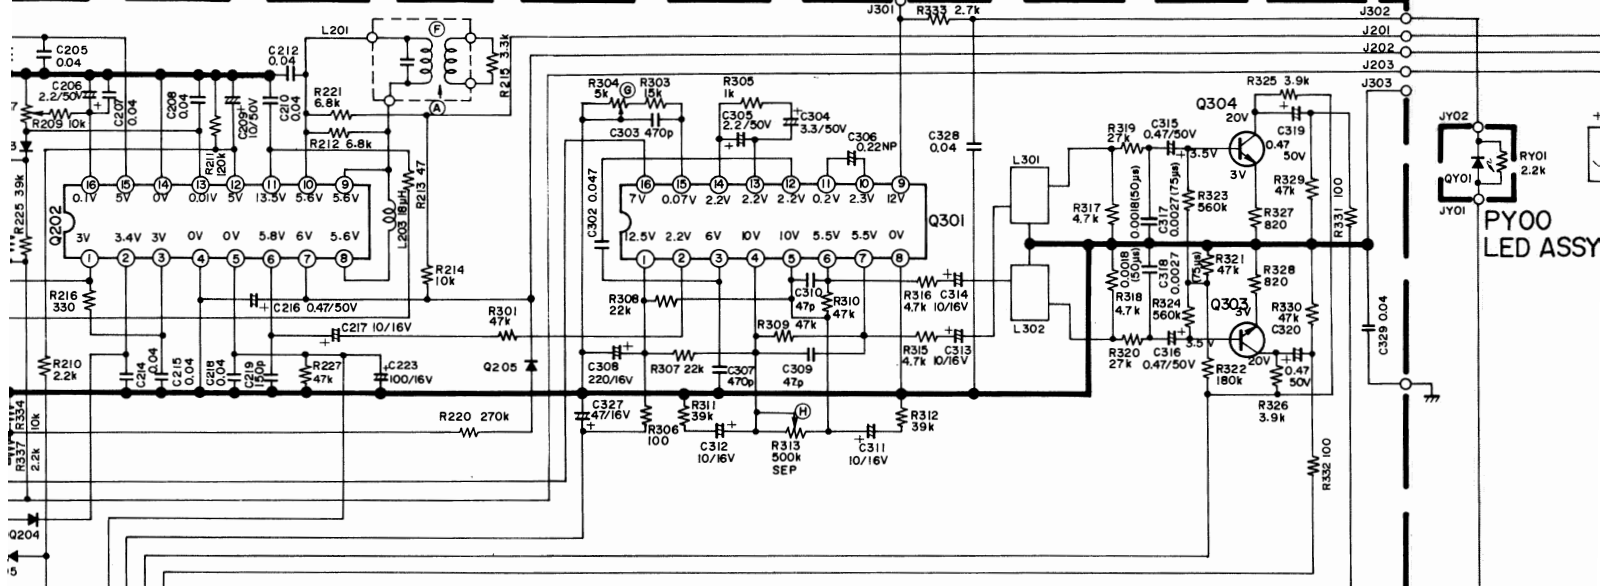 J301
R333 2.7k
J302
J201
J202
J203
J303
C205
0.04
C206
2.2/50V
C207
0.04
C208
0.04
C209
10/50V
C210
0.04
C212
0.04
L201
F
A
R215 3.3k
R221
6.8k
R212 6.8k
R209 10k
R211
120k
R213 47
L203 18µH
R225 39k
Q202
16 15 14 13 12 11 10 9
0.1V 5V 0V 0.01V 5V 13.5V 5.6V 5.6V
3V 3.4V 3V 0V 0V 5.8V 6V 5.6V
1 2 3 4 5 6 7 8
R216
330
C216 0.47/50V
C217 10/16V
R214
10k
R301
47k
R210
2.2k
C214
0.04
C215
0.04
C218
0.04
C219
150p
R227
47k
C223
100/16V
Q205
R220 270k
R334
10k
R337
2.2k
Q204
R304
5k
G
R303
15k
C303 470p
R305
1k
C305
2.2/50V
C304
3.3/50V
C306
0.22NP
C328
0.04
C302 0.047
Q301
16 15 14 13 12 11 10 9
7V 0.07V 2.2V 2.2V 2.2V 0.2V 2.3V 12V
12.5V 2.2V 6V 10V 10V 5.5V 5.5V 0V
1 2 3 4 5 6 7 8
R308
22k
C310
47p
R310
47k
R309 47k
R316
4.7k
C314
10/16V
R315
4.7k
C313
10/16V
C308
220/16V
R307 22k
C307
470p
C309
47p
C327
47/16V
R306
100
R311
39k
C312
10/16V
H
R313
500k
SEP
C311
10/16V
R312
39k
L301
L302
R319
27k
C315
0.47/50V
3.5V
Q304
20V
3V
R325 3.9k
C319
0.47
50V
R317
4.7k
0.0018(50µs)
C317
0.0027(75µs)
R323
560k
R327
820
R329
47k
R331 100
0.0018
(50µs)
C318
0.0027
(75µs)
R321
47k
R318
4.7k
R324
560k
Q303
3V
R328
820
R330
47k
C320
0.47
50V
R320
27k
C316
0.47/50V
3.5V
20V
R322
180k
R326
3.9k
R332 100
C329 0.04
JY02
QY01
RY01
2.2k
JY01
PY00
LED ASSY